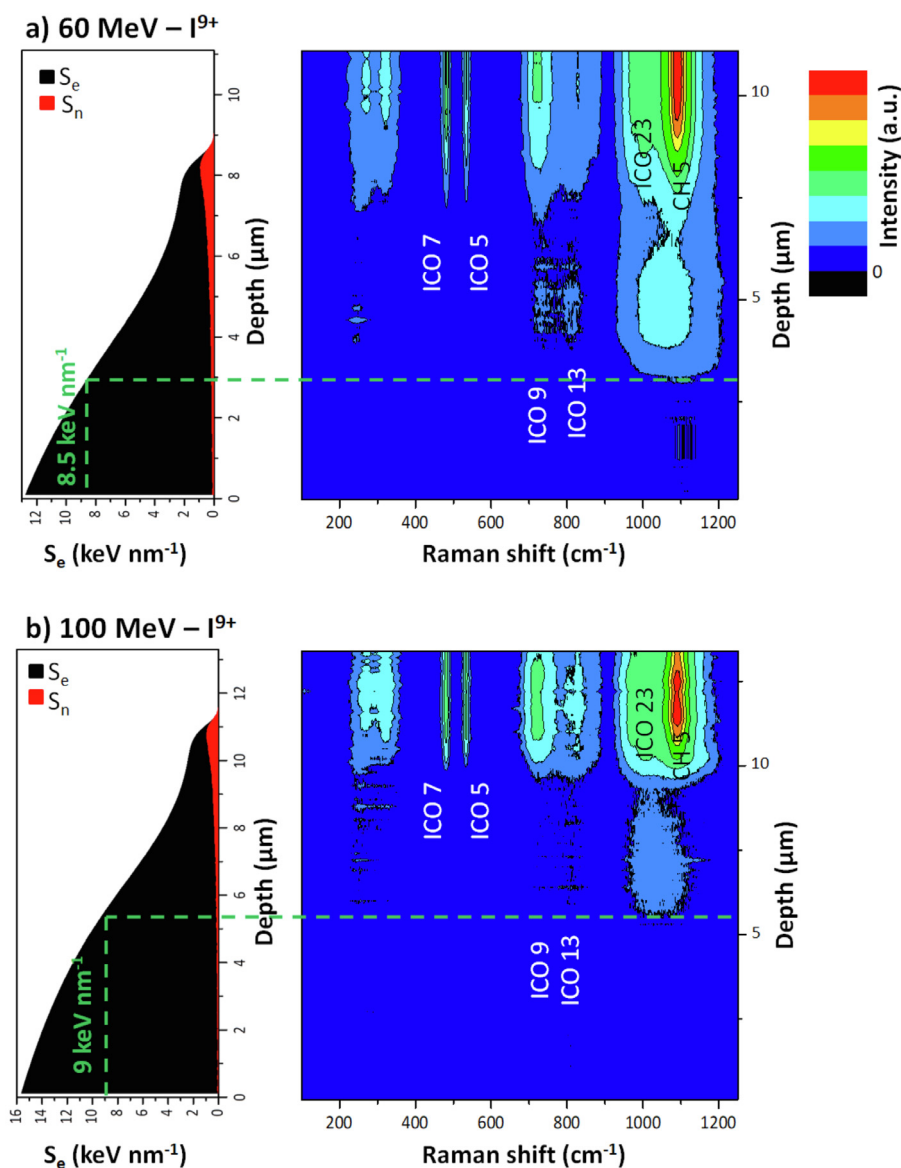 a) 60 MeV – I⁹⁺
Sₑ
Sₙ
0 2 4 6 8 10
Depth (µm)
8.5 keV nm⁻¹
12 10 8 6 4 2 0
Sₑ (keV nm⁻¹)
ICO 7
ICO 5
ICO 9
ICO 13
ICO 23
CH 5
200 400 600 800 1000 1200
Raman shift (cm⁻¹)
10
5
Depth (µm)
Intensity (a.u.)
0
b) 100 MeV – I⁹⁺
Sₑ
Sₙ
0 2 4 6 8 10 12
Depth (µm)
9 keV nm⁻¹
16 14 12 10 8 6 4 2 0
Sₑ (keV nm⁻¹)
ICO 7
ICO 5
ICO 9
ICO 13
ICO 23
CH 5
200 400 600 800 1000 1200
Raman shift (cm⁻¹)
10
5
Depth (µm)